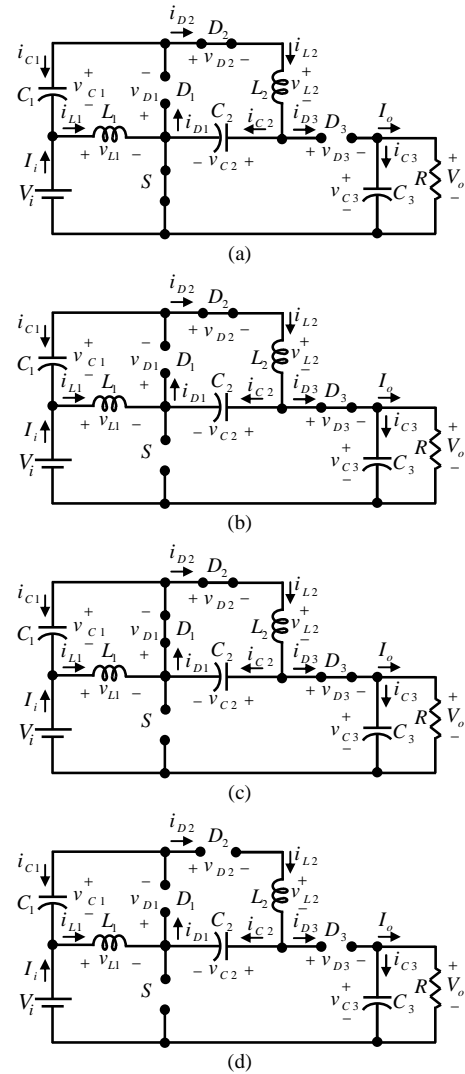 i_{D2} D_2
i_{C1} + v_{D2} − i_{L2}
+ − +
C_1 v_{C1} v_{D1} D_1 L_2 v_{L2}
i_{L1} L_1 − + i_{D1} C_2 i_{C2} − i_{D3} D_3 I_o
I_i + v_{L1} − − v_{C2} + + v_{D3} − i_{C3}
V_i S + v_{C3} − C_3 R + V_o −
(a)
i_{D2} D_2
i_{C1} + v_{D2} − i_{L2}
+ − +
C_1 v_{C1} v_{D1} D_1 L_2 v_{L2}
i_{L1} L_1 − + i_{D1} C_2 i_{C2} − i_{D3} D_3 I_o
I_i + v_{L1} − − v_{C2} + + v_{D3} − i_{C3}
V_i S + v_{C3} − C_3 R + V_o −
(b)
i_{D2} D_2
i_{C1} + v_{D2} − i_{L2}
+ − +
C_1 v_{C1} v_{D1} D_1 L_2 v_{L2}
i_{L1} L_1 − + i_{D1} C_2 i_{C2} − i_{D3} D_3 I_o
I_i + v_{L1} − − v_{C2} + + v_{D3} − i_{C3}
V_i S + v_{C3} − C_3 R + V_o −
(c)
i_{D2} D_2
i_{C1} + v_{D2} − i_{L2}
+ − +
C_1 v_{C1} v_{D1} D_1 L_2 v_{L2}
i_{L1} L_1 − + i_{D1} C_2 i_{C2} − i_{D3} D_3 I_o
I_i + v_{L1} − − v_{C2} + + v_{D3} − i_{C3}
V_i S + v_{C3} − C_3 R + V_o −
(d)